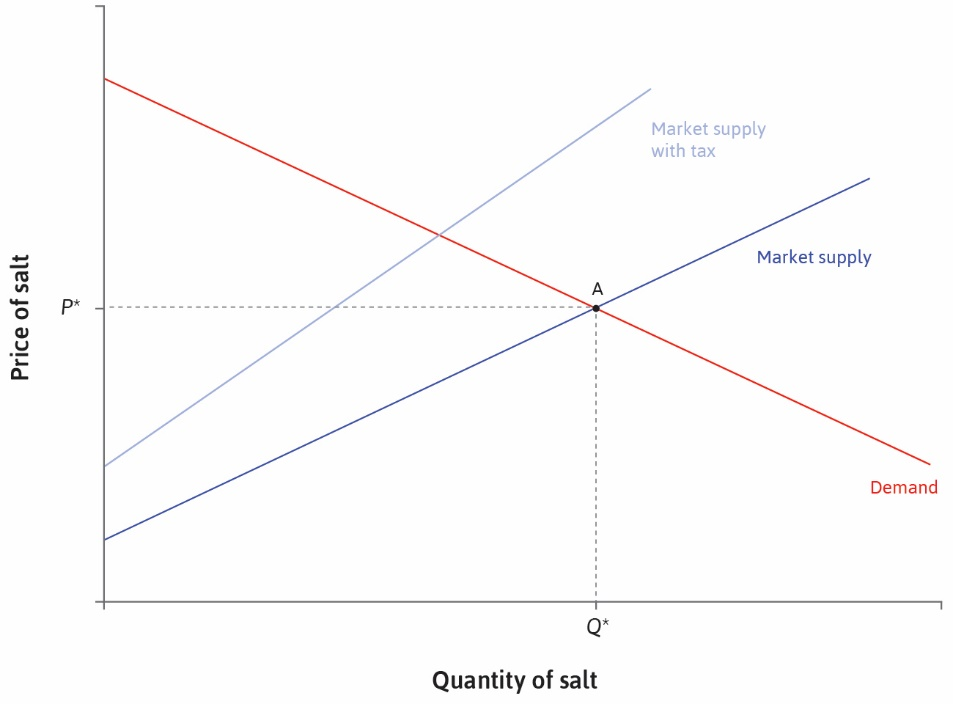 Market supply
with tax
Market supply
A
P*
Demand
Q*
Price of salt
Quantity of salt